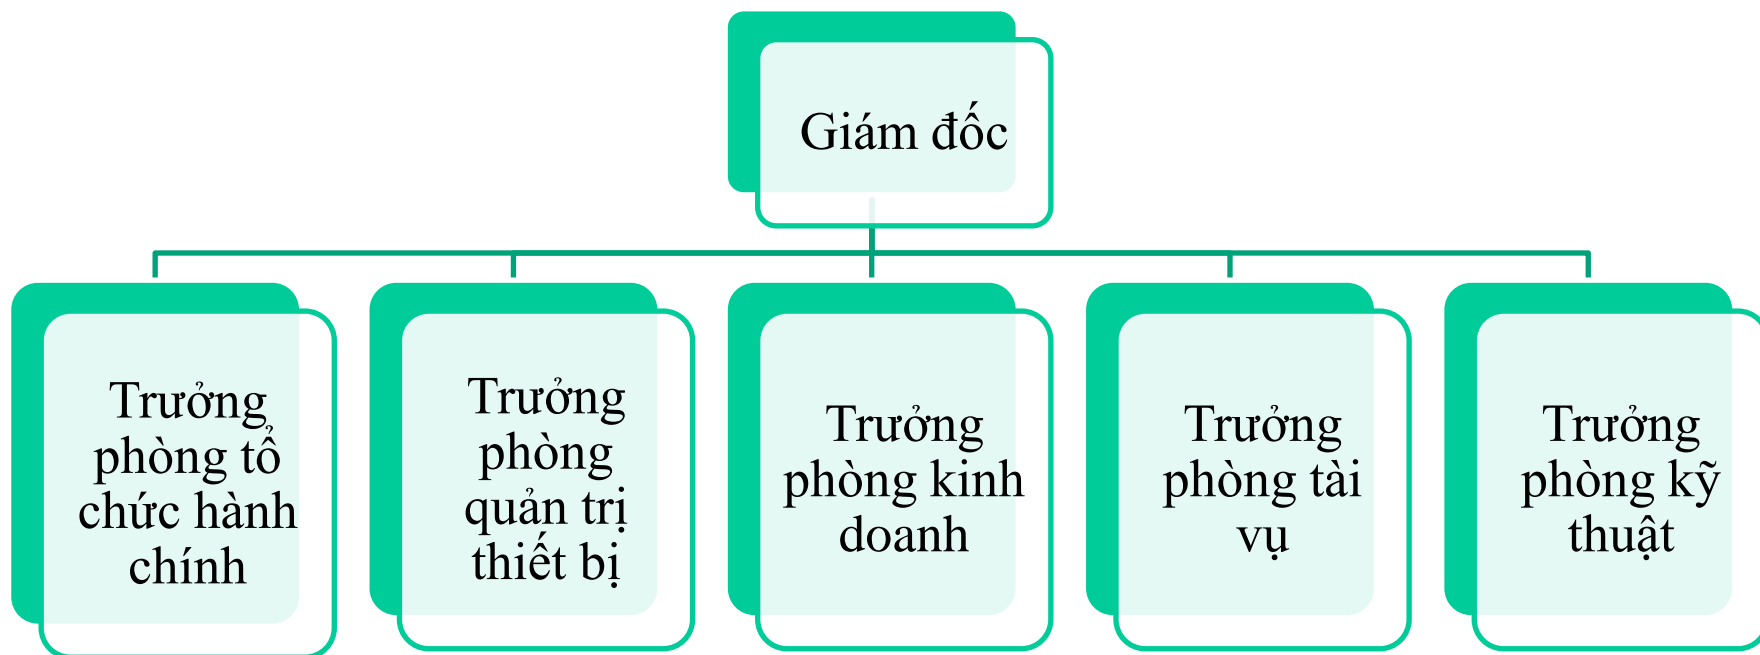 Giám đốc
Trưởng
phòng tổ
chức hành
chính
Trưởng
phòng
quản trị
thiết bị
Trưởng
phòng kinh
doanh
Trưởng
phòng tài
vụ
Trưởng
phòng kỹ
thuật